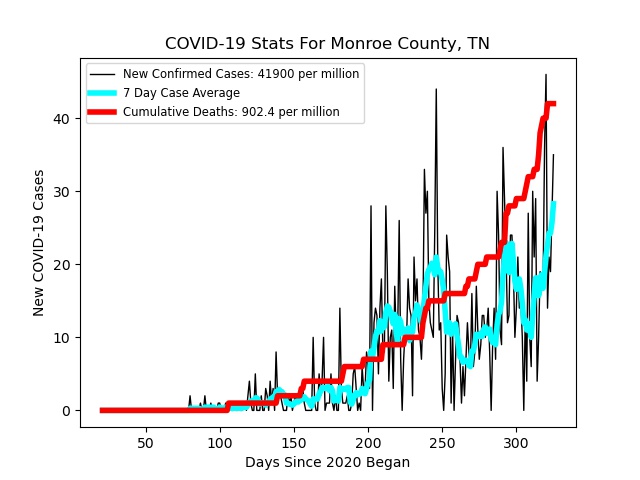 COVID-19 Stats For Monroe County, TN
New Confirmed Cases: 41900 per million
7 Day Case Average
Cumulative Deaths: 902.4 per million
New COVID-19 Cases
40
30
20
10
0
50 100 150 200 250 300
Days Since 2020 Began